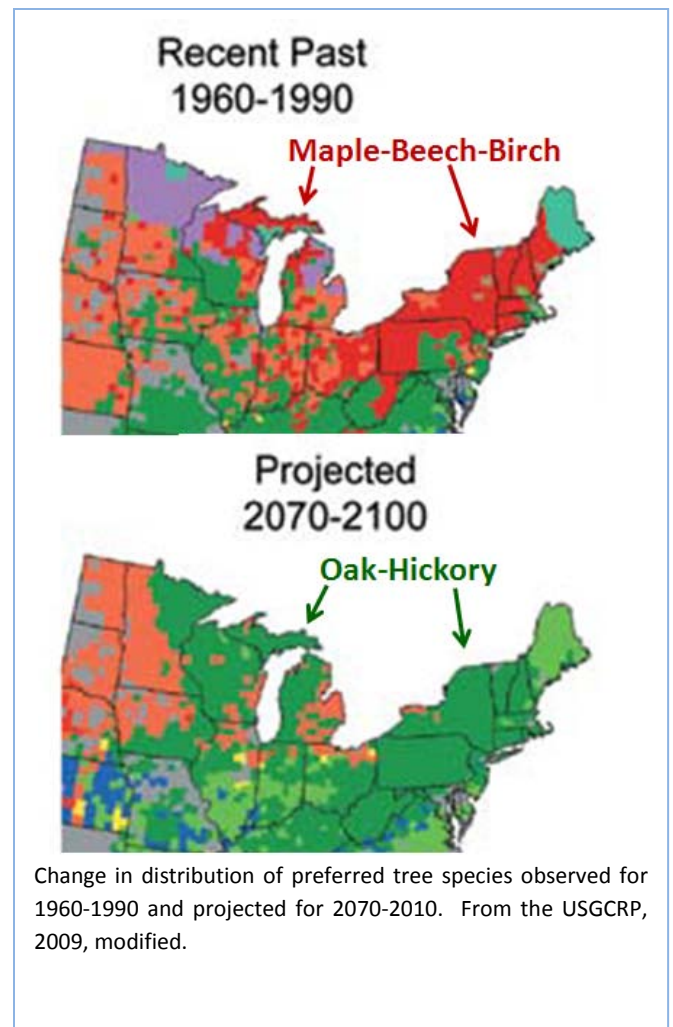 Recent Past
1960-1990
Maple-Beech-Birch
Projected
2070-2100
Oak-Hickory
Change in distribution of preferred tree species observed for
1960-1990 and projected for 2070-2010. From the USGCRP,
2009, modified.